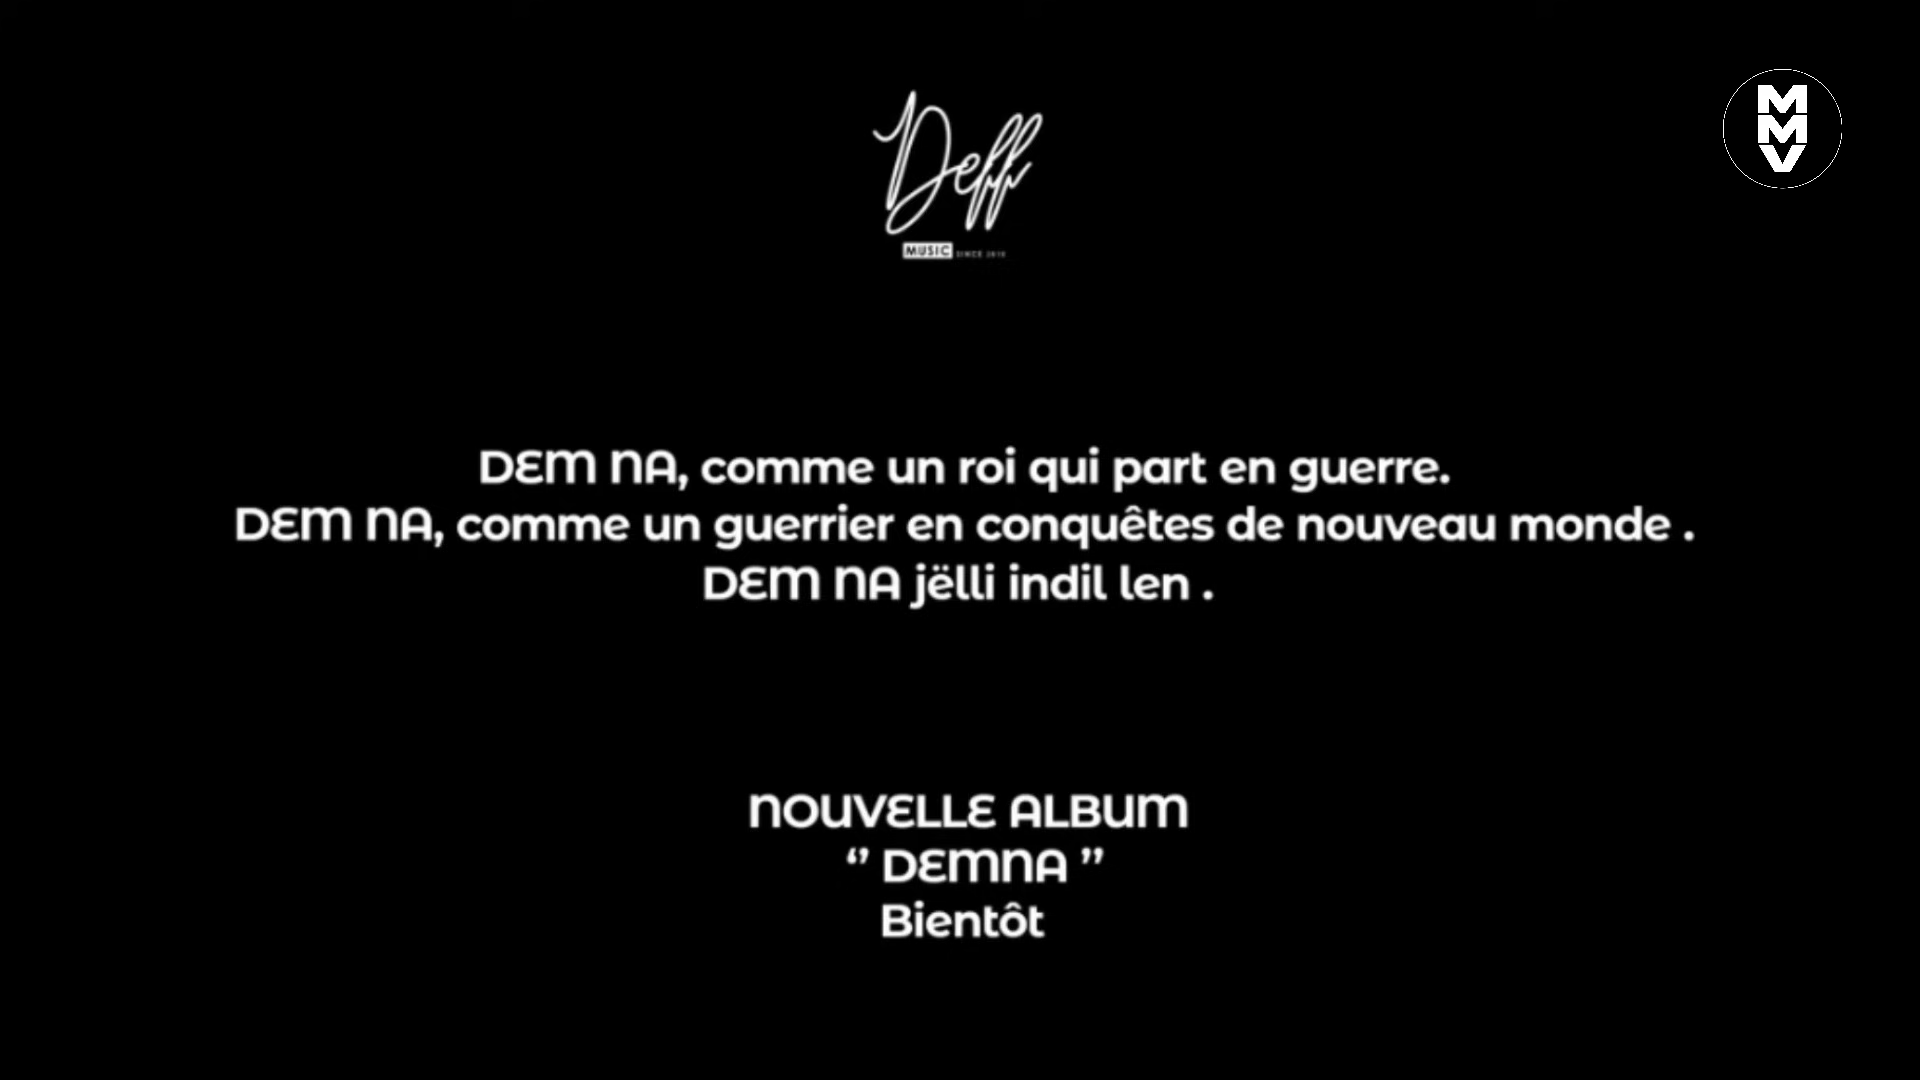 Deff
MUSIC
MMV
DEM NA, comme un roi qui part en guerre.
DEM NA, comme un guerrier en conquêtes de nouveau monde .
DEM NA jëlli indil len .
NOUVELLE ALBUM
‘’ DEMNA ’’
Bientôt